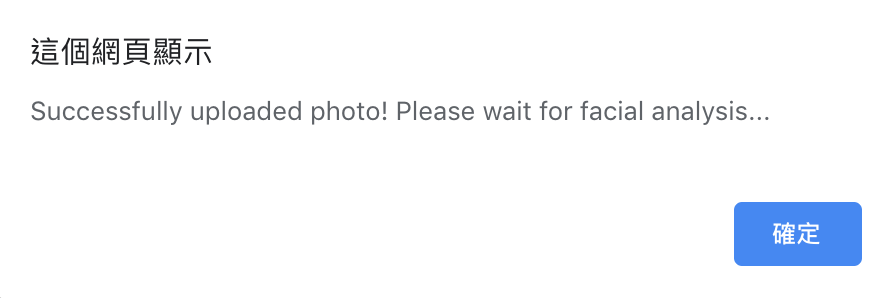 這個網頁顯示
Successfully uploaded photo! Please wait for facial analysis...
確定